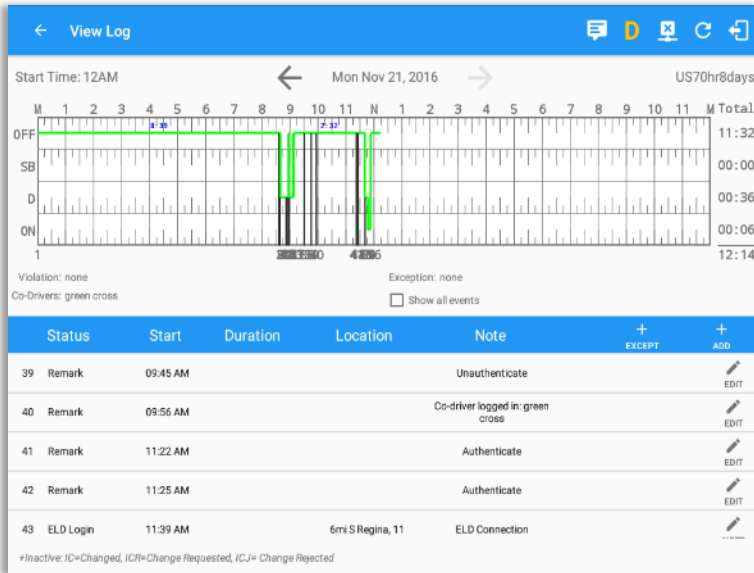 View Log
D
Start Time: 12AM
Mon Nov 21, 2016
US70hr8days
M 1 2 3 4 5 6 7 8 9 10 11 N 1 2 3 4 5 6 7 8 9 10 11 M Total
8:39 2:32
OFF 11:32
SB 00:00
D 00:36
ON 00:06
1 12:14
Violation: none
Exception: none
Co-Drivers: green cross
Show all events
Status Start Duration Location Note + EXCEPT + ADD
39 Remark 09:45 AM Unauthenticate EDIT
40 Remark 09:56 AM Co-driver logged in: green
cross EDIT
41 Remark 11:22 AM Authenticate EDIT
42 Remark 11:25 AM Authenticate EDIT
43 ELD Login 11:39 AM 6mi S Regina, 11 ELD Connection
+Inactive: IC=Changed, ICR=Change Requested, ICJ= Change Rejected